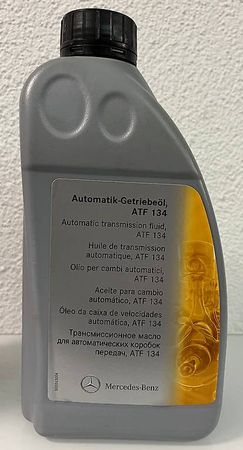 Automatik-Getriebeöl,
ATF 134
Automatic transmission fluid,
ATF 134
Huile de transmission
automatique, ATF 134
Olio per cambi automatici,
ATF 134
Aceite para cambio
automático, ATF 134
Óleo da caixa de velocidades
automática, ATF 134
Трансмиссионное масло
для автоматических коробок
передач, ATF 134
Mercedes-Benz